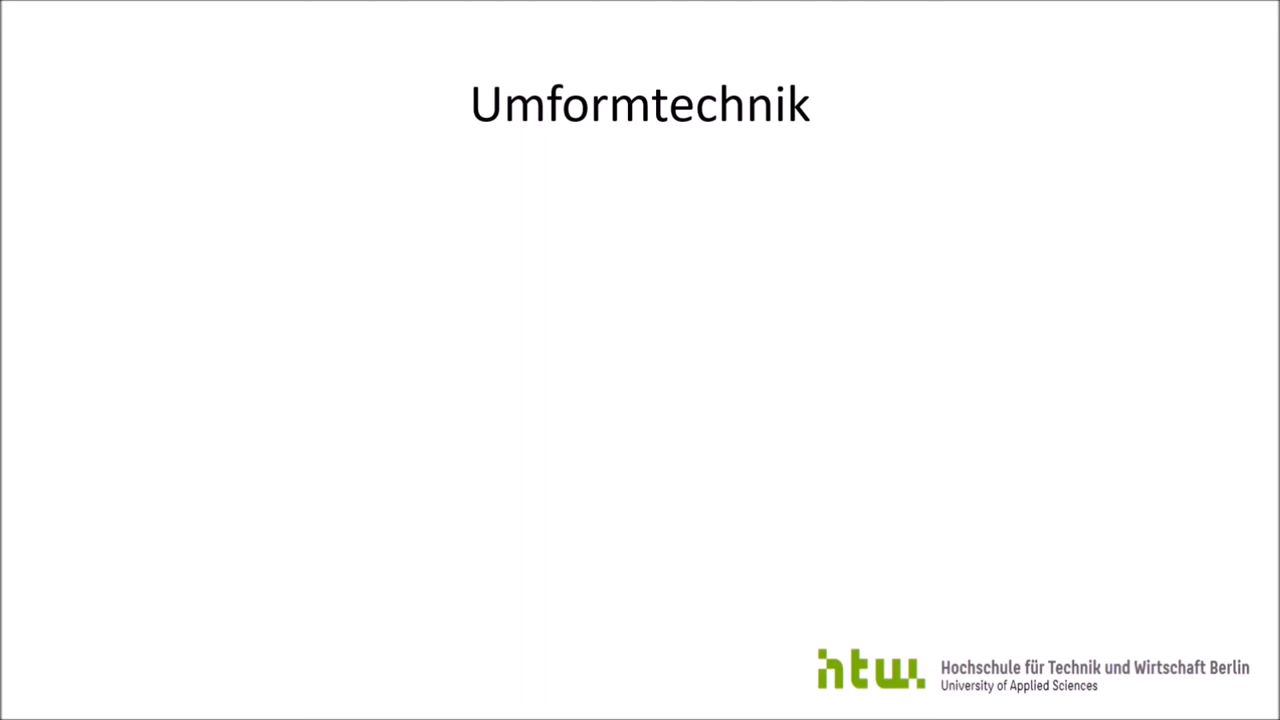 Umformtechnik
htw.
Hochschule für Technik und Wirtschaft Berlin
University of Applied Sciences